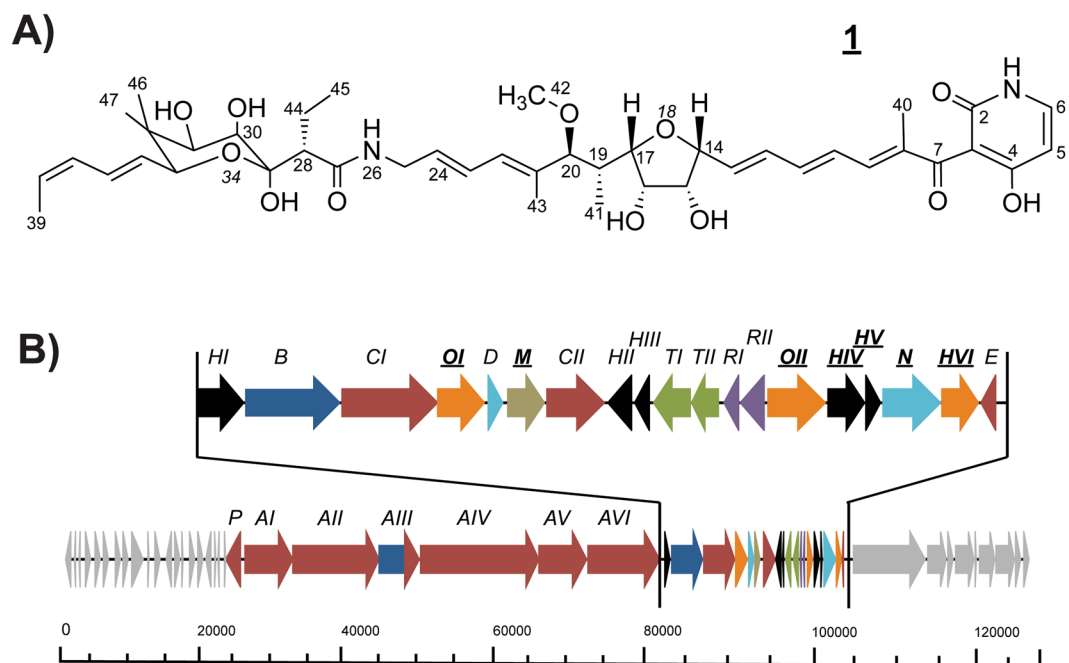 A)
1
46
47
HO
OH
30
44
45
H
N
26
28
O
34
OH
O
39
24
H₃C
42
O
43
20
19
41
H
17
18
O
H
14
HO
OH
40
7
O
O
2
H
N
6
5
4
OH
B)
HI B CI OI D M CII HII HIII TI TII RI RII OII HIV HV N HVI E
P AI AII AIII AIV AV AVI
0 20000 40000 60000 80000 100000 120000